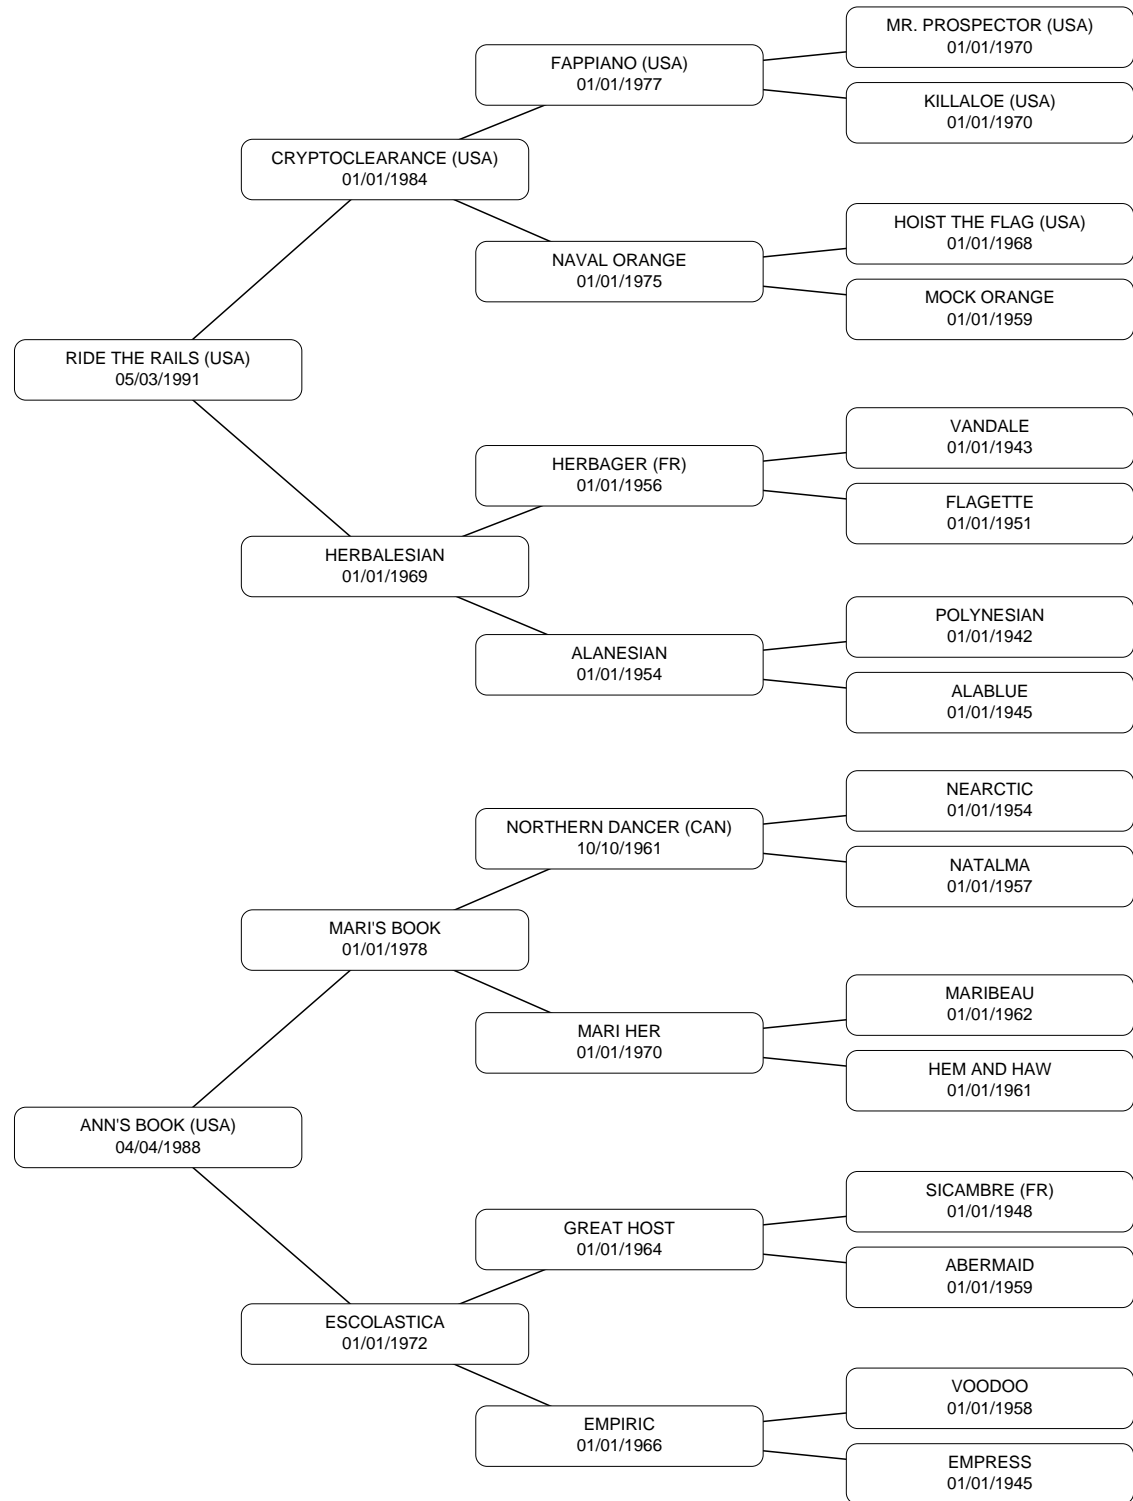 MR. PROSPECTOR (USA)
01/01/1970
FAPPIANO (USA)
01/01/1977
KILLALOE (USA)
01/01/1970
CRYPTOCLEARANCE (USA)
01/01/1984
HOIST THE FLAG (USA)
01/01/1968
NAVAL ORANGE
01/01/1975
MOCK ORANGE
01/01/1959
RIDE THE RAILS (USA)
05/03/1991
VANDALE
01/01/1943
HERBAGER (FR)
01/01/1956
FLAGETTE
01/01/1951
HERBALESIAN
01/01/1969
POLYNESIAN
01/01/1942
ALANESIAN
01/01/1954
ALABLUE
01/01/1945
NEARCTIC
01/01/1954
NORTHERN DANCER (CAN)
10/10/1961
NATALMA
01/01/1957
MARI'S BOOK
01/01/1978
MARIBEAU
01/01/1962
MARI HER
01/01/1970
HEM AND HAW
01/01/1961
ANN'S BOOK (USA)
04/04/1988
SICAMBRE (FR)
01/01/1948
GREAT HOST
01/01/1964
ABERMAID
01/01/1959
ESCOLASTICA
01/01/1972
VOODOO
01/01/1958
EMPIRIC
01/01/1966
EMPRESS
01/01/1945